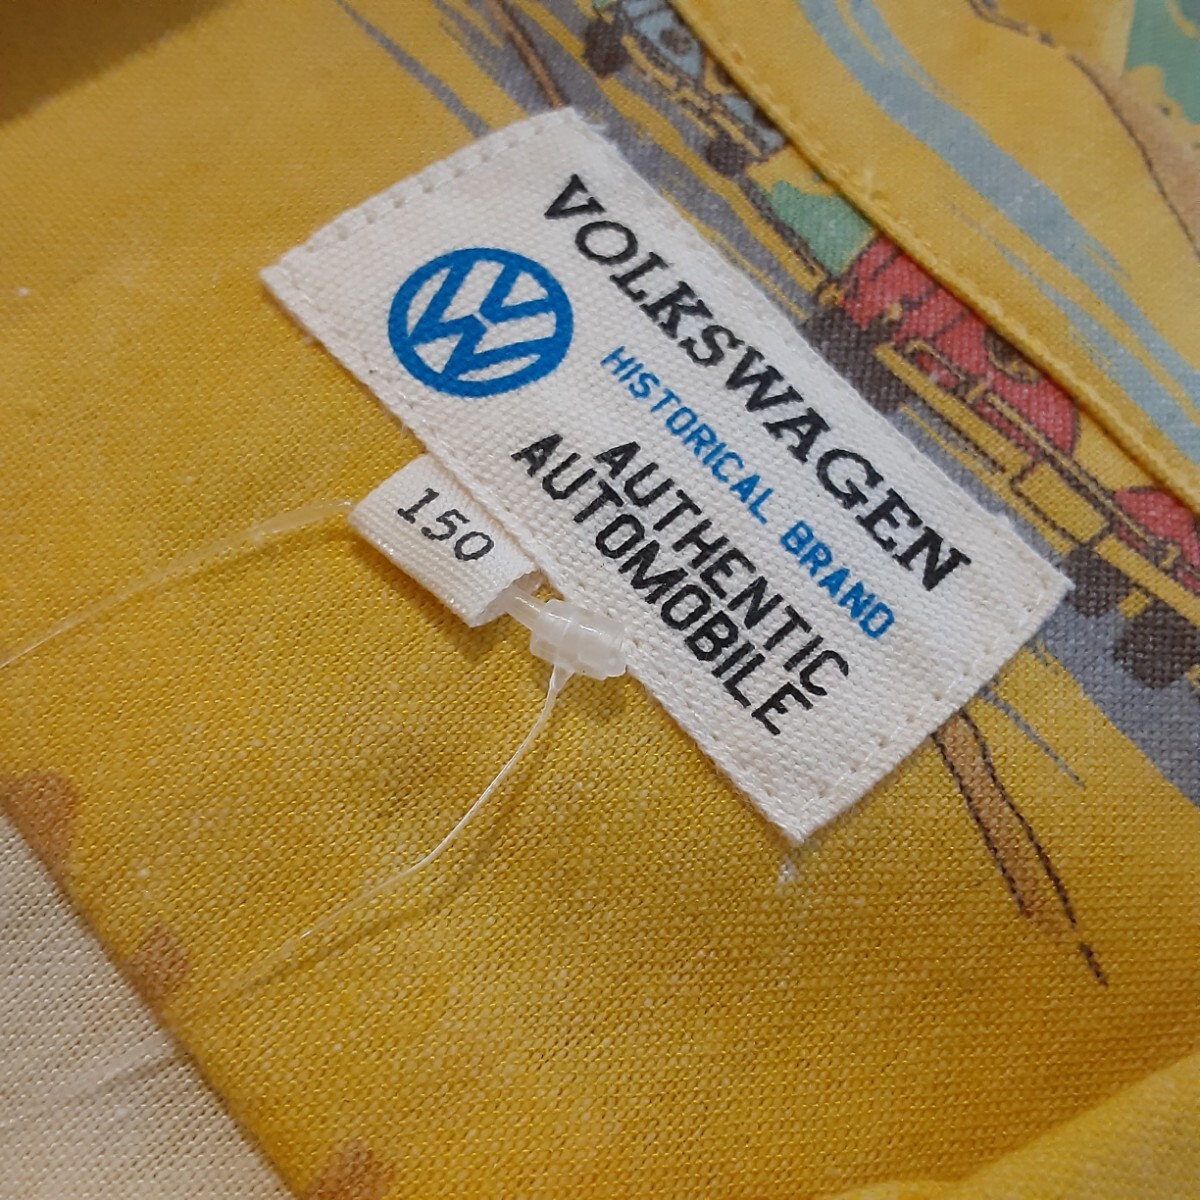 VOLKSWAGEN
HISTORICAL BRAND
AUTHENTIC
AUTOMOBILE
150